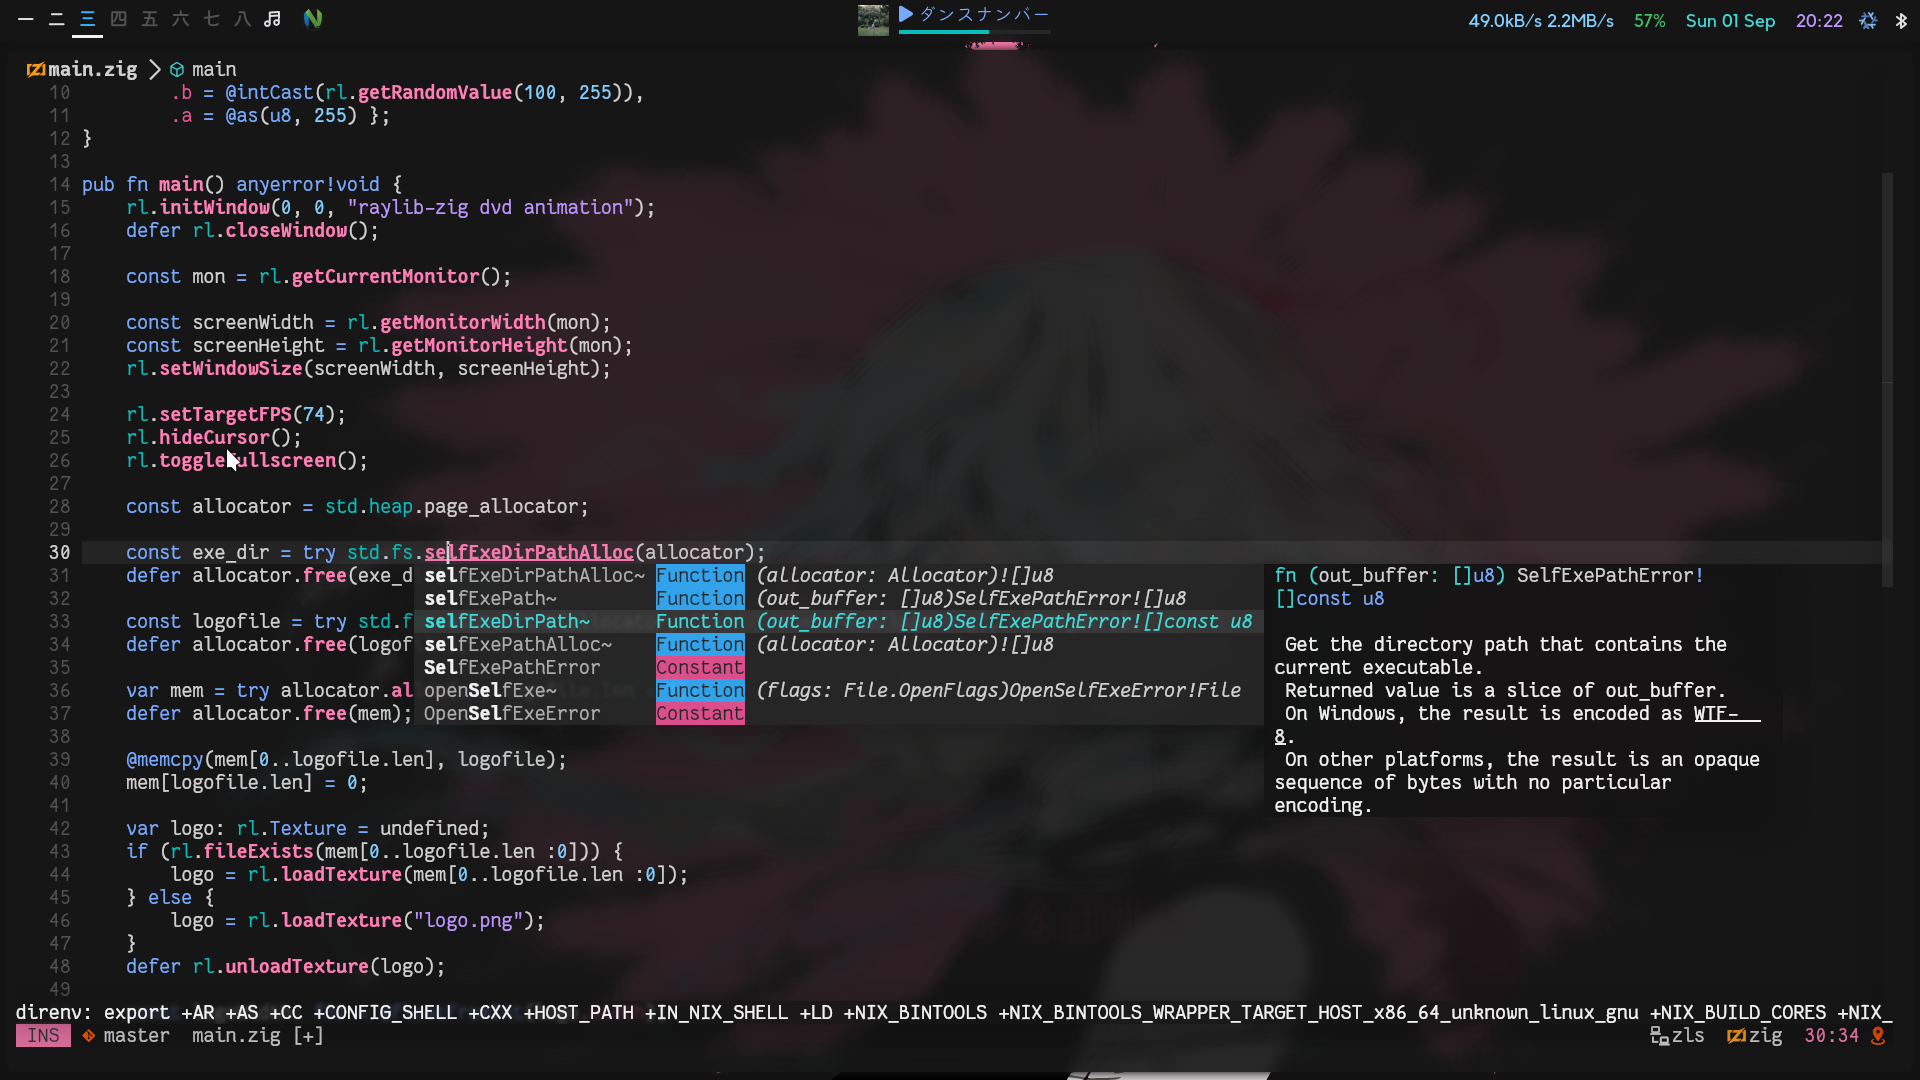 一 二 三 四 五 六 七 八
ダンスナンバー
49.0kB/s 2.2MB/s 57% Sun 01 Sep 20:22
main.zig main
10 .b = @intCast(rl.getRandomValue(100, 255)),
11 .a = @as(u8, 255) };
12 }
13
14 pub fn main() anyerror!void {
15 rl.initWindow(0, 0, "raylib-zig dvd animation");
16 defer rl.closeWindow();
17
18 const mon = rl.getCurrentMonitor();
19
20 const screenWidth = rl.getMonitorWidth(mon);
21 const screenHeight = rl.getMonitorHeight(mon);
22 rl.setWindowSize(screenWidth, screenHeight);
23
24 rl.setTargetFPS(74);
25 rl.hideCursor();
26 rl.toggleFullscreen();
27
28 const allocator = std.heap.page_allocator;
29
30 const exe_dir = try std.fs.selfExeDirPathAlloc(allocator);
31 defer allocator.free(exe_d
32
33 const logofile = try std.f
34 defer allocator.free(logof
35
36 var mem = try allocator.al
37 defer allocator.free(mem);
38
39 @memcpy(mem[0..logofile.len], logofile);
40 mem[logofile.len] = 0;
41
42 var logo: rl.Texture = undefined;
43 if (rl.fileExists(mem[0..logofile.len :0])) {
44 logo = rl.loadTexture(mem[0..logofile.len :0]);
45 } else {
46 logo = rl.loadTexture("logo.png");
47 }
48 defer rl.unloadTexture(logo);
49
selfExeDirPathAlloc~ Function (allocator: Allocator)![]u8
selfExePath~ Function (out_buffer: []u8)SelfExePathError![]u8
selfExeDirPath~ Function (out_buffer: []u8)SelfExePathError![]const u8
selfExePathAlloc~ Function (allocator: Allocator)![]u8
SelfExePathError Constant
openSelfExe~ Function (flags: File.OpenFlags)OpenSelfExeError!File
OpenSelfExeError Constant
fn (out_buffer: []u8) SelfExePathError!
[]const u8
Get the directory path that contains the
current executable.
Returned value is a slice of out_buffer.
On Windows, the result is encoded as WTF-
8.
On other platforms, the result is an opaque
sequence of bytes with no particular
encoding.
direnv: export +AR +AS +CC +CONFIG_SHELL +CXX +HOST_PATH +IN_NIX_SHELL +LD +NIX_BINTOOLS +NIX_BINTOOLS_WRAPPER_TARGET_HOST_x86_64_unknown_linux_gnu +NIX_BUILD_CORES +NIX_
INS master main.zig [+] zls zig 30:34